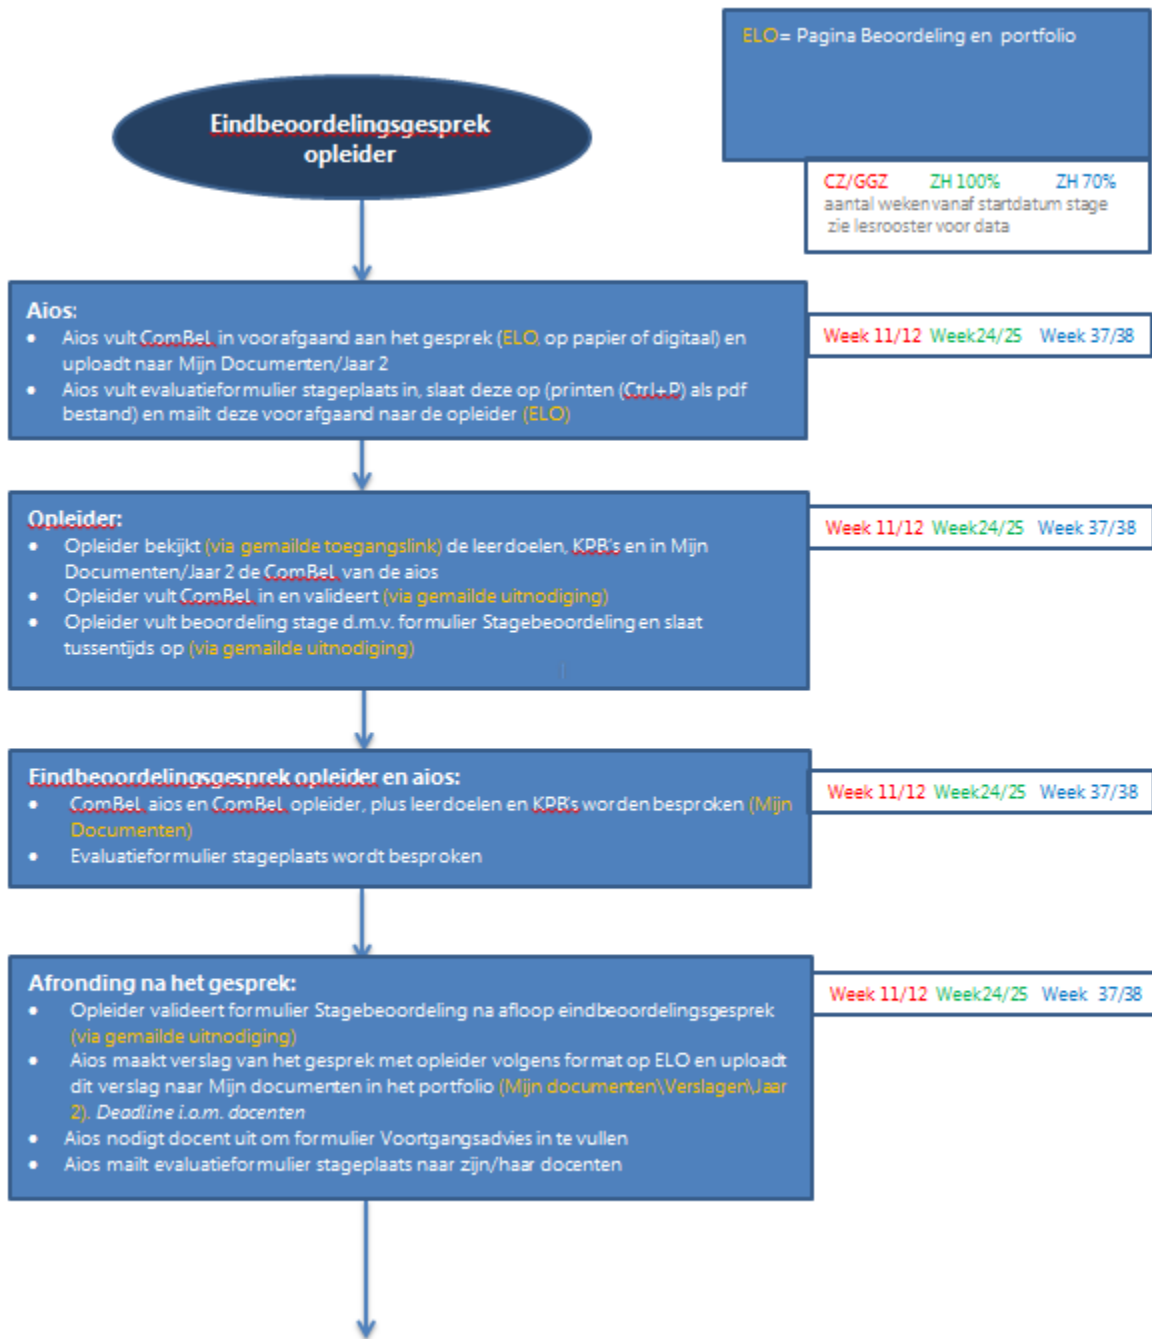 ELO= Pagina Beoordeling en portfolio
Eindbeoordelingsgesprek
opleider
CZ/GGZ ZH 100% ZH 70%
aantal weken vanaf startdatum stage
zie lesrooster voor data
Aios:
• Aios vult ComBeL in voorafgaand aan het gesprek (ELO, op papier of digitaal) en
uploadt naar Mijn Documenten/Jaar 2
• Aios vult evaluatieformulier stageplaats in, slaat deze op (printen (Ctrl+P) als pdf
bestand) en mailt deze voorafgaand naar de opleider (ELO)
Week 11/12 Week24/25 Week 37/38
Opleider:
• Opleider bekijkt (via gemailde toegangslink) de leerdoelen, KPB's en in Mijn
Documenten/Jaar 2 de ComBeL van de aios
• Opleider vult ComBeL in en valideert (via gemailde uitnodiging)
• Opleider vult beoordeling stage d.m.v. formulier Stagebeoordeling en slaat
tussentijds op (via gemailde uitnodiging)
Week 11/12 Week24/25 Week 37/38
Eindbeoordelingsgesprek opleider en aios:
• ComBeL aios en ComBeL opleider, plus leerdoelen en KPB's worden besproken (Mijn
Documenten)
• Evaluatieformulier stageplaats wordt besproken
Week 11/12 Week24/25 Week 37/38
Afronding na het gesprek:
• Opleider valideert formulier Stagebeoordeling na afloop eindbeoordelingsgesprek
(via gemailde uitnodiging)
• Aios maakt verslag van het gesprek met opleider volgens format op ELO en uploadt
dit verslag naar Mijn documenten in het portfolio (Mijn documenten\Verslagen\Jaar
2). Deadline i.o.m. docenten
• Aios nodigt docent uit om formulier Voortgangsadvies in te vullen
• Aios mailt evaluatieformulier stageplaats naar zijn/haar docenten
Week 11/12 Week24/25 Week 37/38